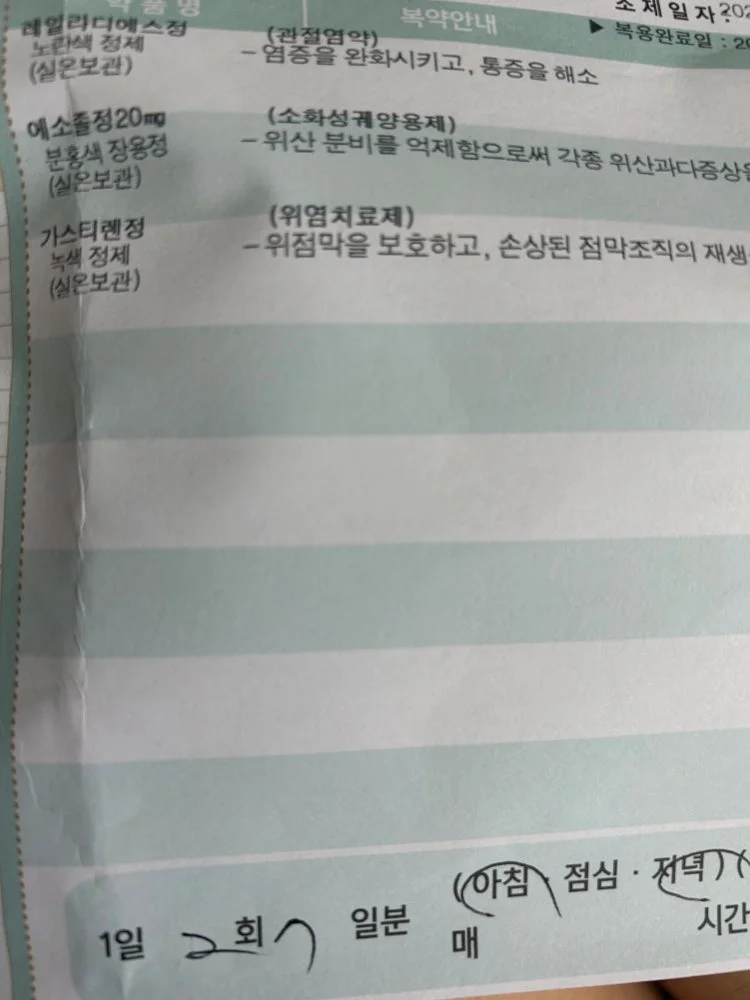 약 품 명
복약안내
조 제 일 자 : 202
▶ 복용완료일 : 20
레일라디에스정 (관절염약)
노란색 정제 – 염증을 완화시키고, 통증을 해소
(실온보관)
에소졸정20mg (소화성궤양용제)
분홍색 장용정 – 위산 분비를 억제함으로써 각종 위산과다증상을
(실온보관)
가스티렌정 (위염치료제)
녹색 정제 – 위점막을 보호하고, 손상된 점막조직의 재생
(실온보관)
(아침 · 점심 · 저녁) (
1일 2회 7 일분
매 시간